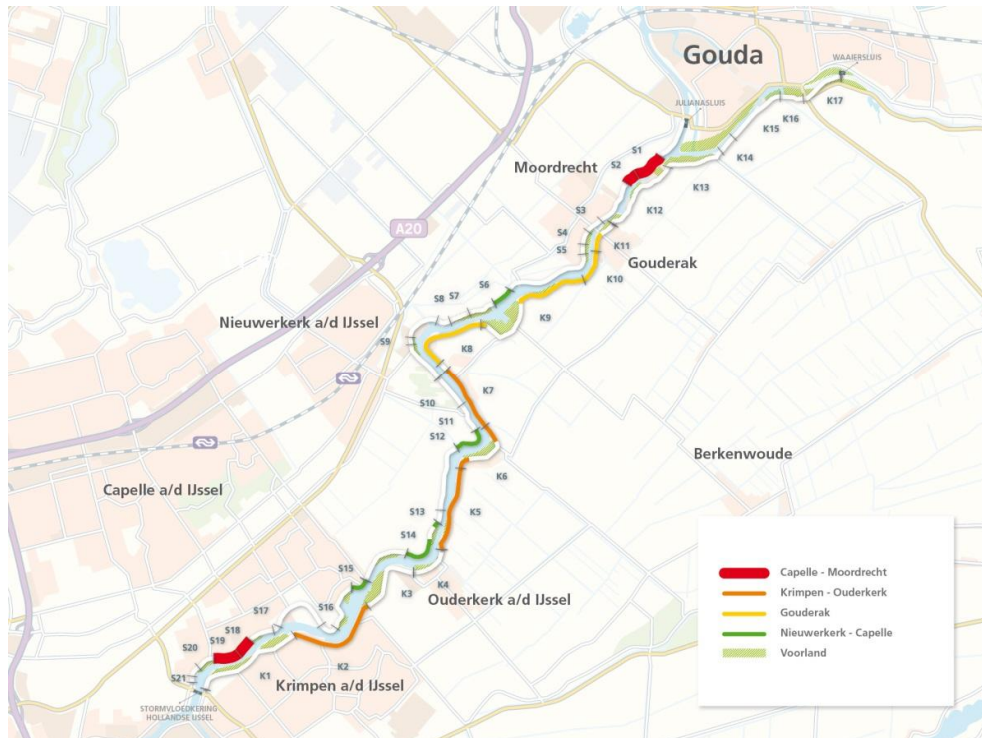 Gouda
WAAIERSLUIS
JULIANASLUIS
K17
K16
K15
K14
K13
S1
S2
Moordrecht
K12
S3
S4
S5
K11
Gouderak
K10
A20
S6
S7
S8
K9
Nieuwerkerk a/d IJssel
S9
K8
K7
S10
S11
S12
Berkenwoude
K6
Capelle a/d IJssel
K5
S13
S14
S15
K4
K3
Ouderkerk a/d IJssel
S16
S17
S18
S19
S20
K2
K1
S21
Krimpen a/d IJssel
STORMVLOEDKERING
HOLLANDSE IJSSEL
Capelle - Moordrecht
Krimpen - Ouderkerk
Gouderak
Nieuwerkerk - Capelle
Voorland